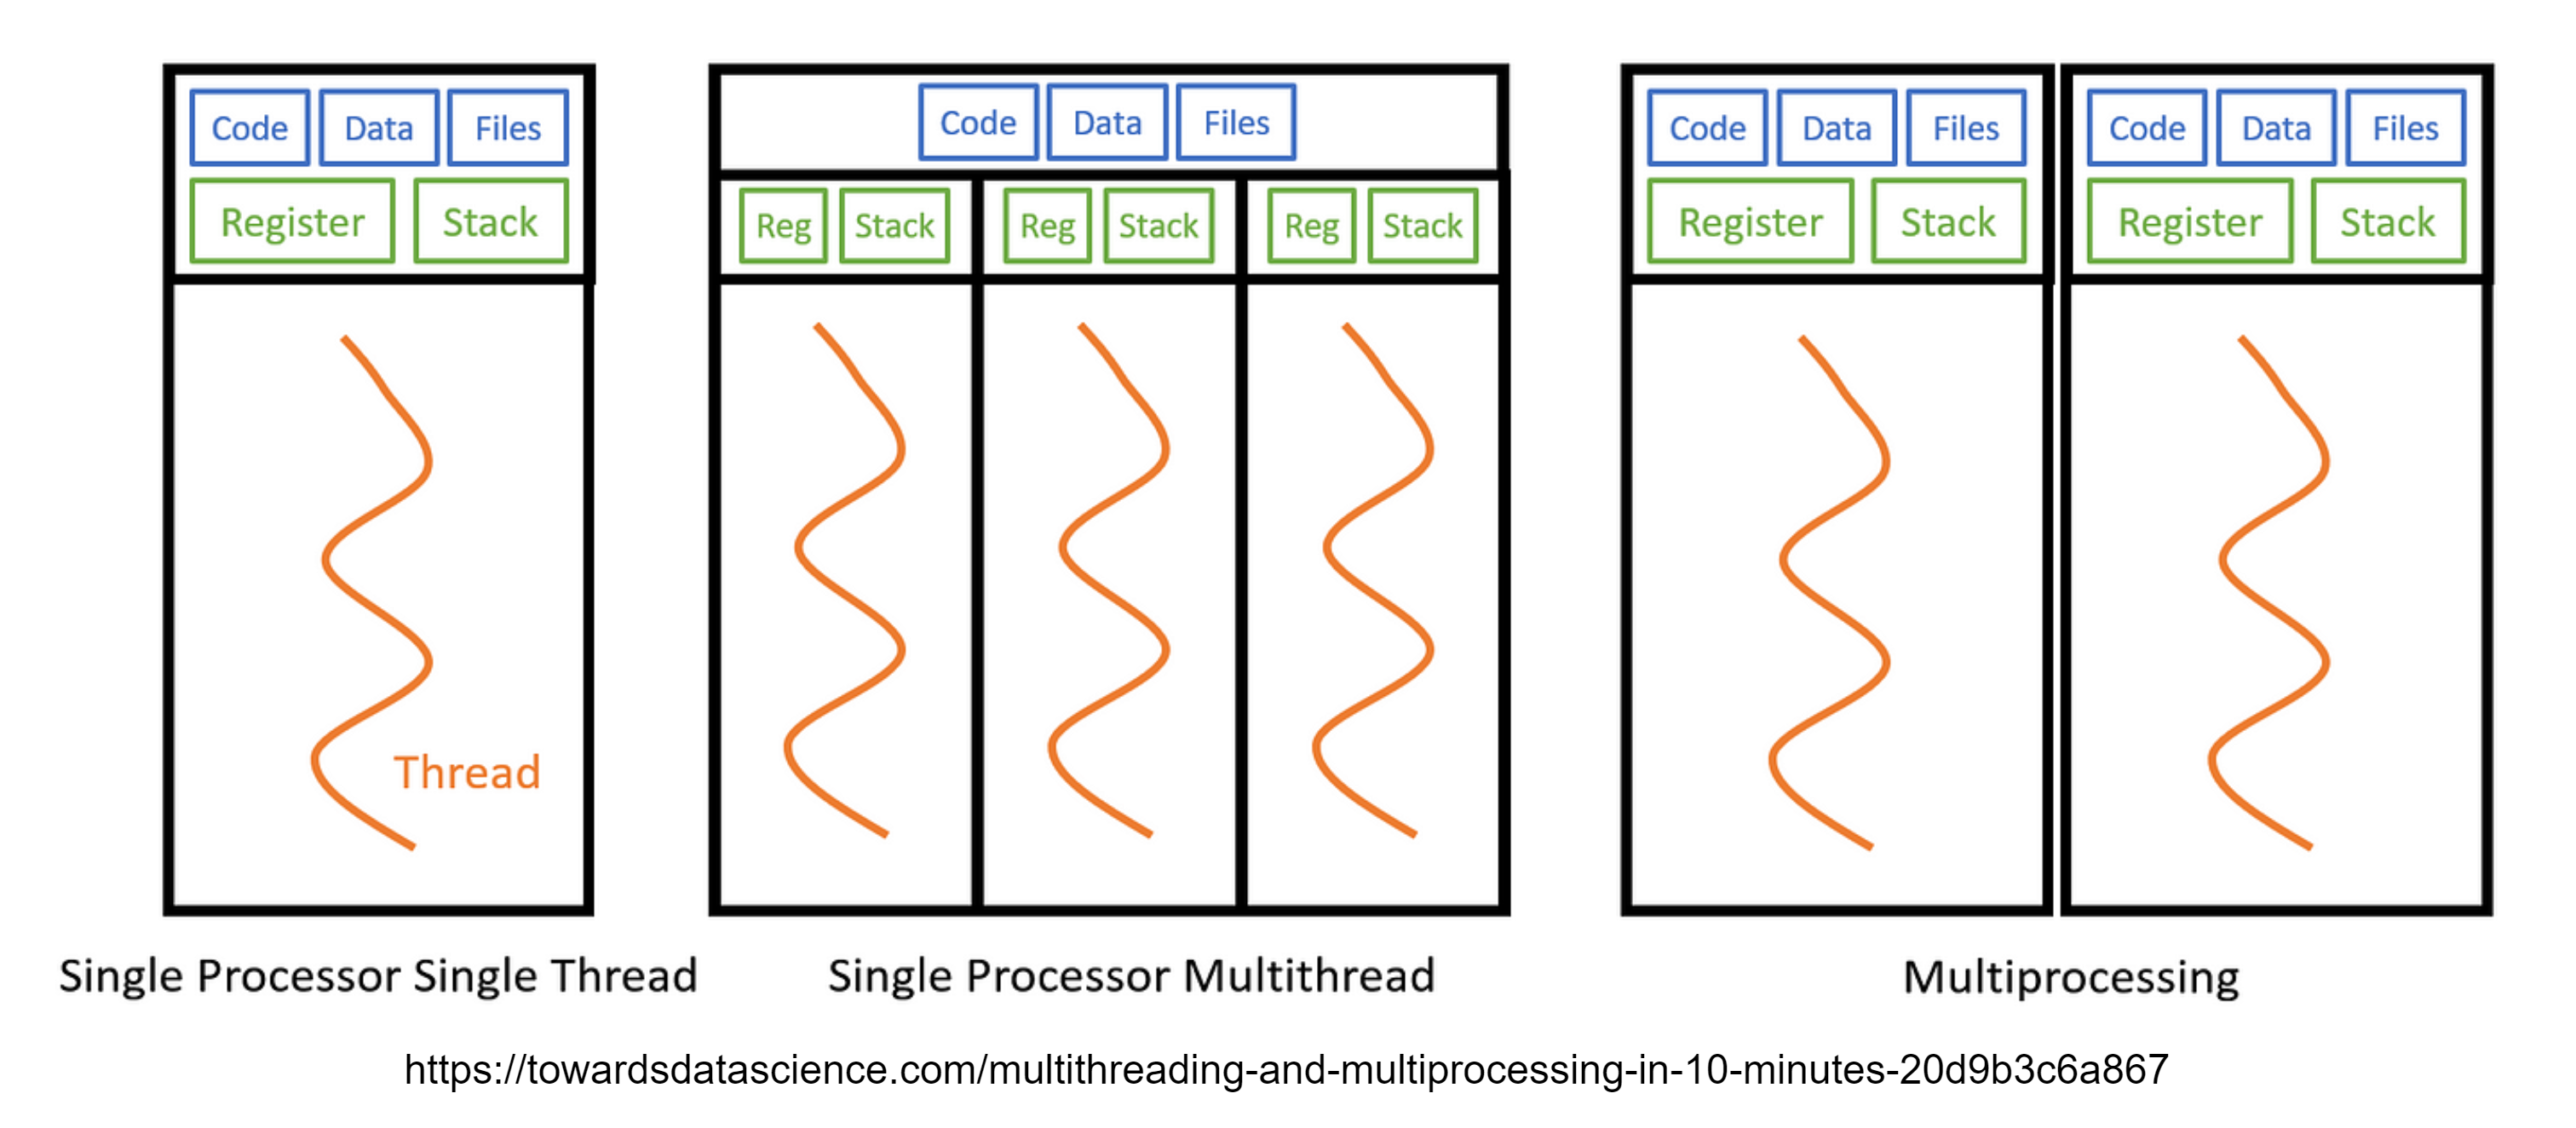 Code Data Files
Register Stack
Thread
Single Processor Single Thread
Code Data Files
Reg Stack Reg Stack Reg Stack
Single Processor Multithread
Code Data Files
Register Stack
Code Data Files
Register Stack
Multiprocessing
https://towardsdatascience.com/multithreading-and-multiprocessing-in-10-minutes-20d9b3c6a867